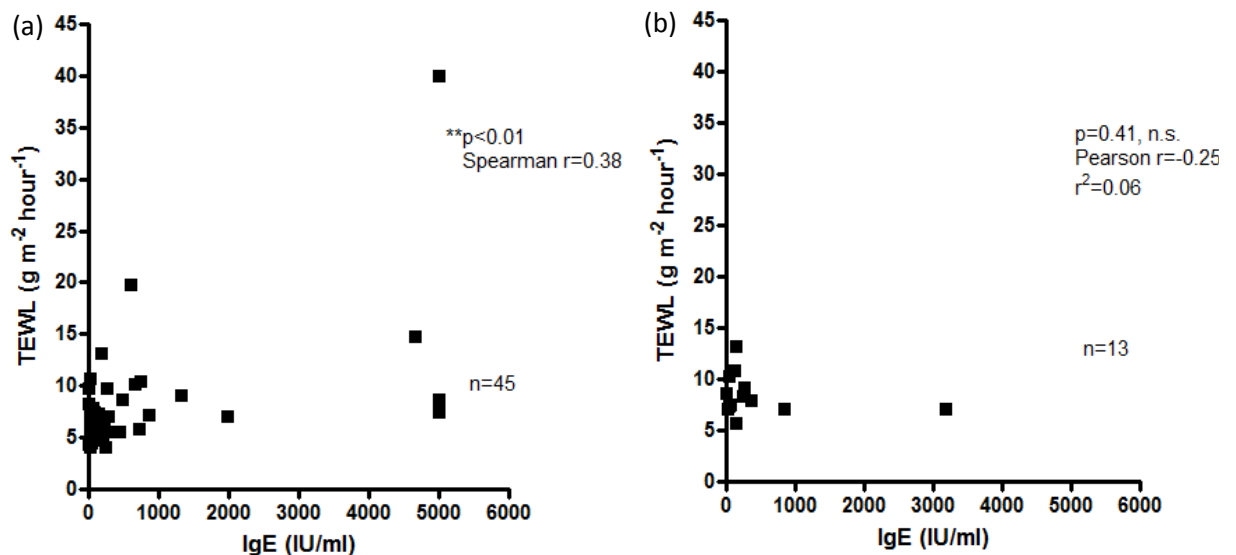 (a)
45
40
35
30
25
20
15
10
5
0
TEWL (g m⁻² hour⁻¹)
**p<0.01
Spearman r=0.38
n=45
0 1000 2000 3000 4000 5000 6000
IgE (IU/ml)
(b)
45
40
35
30
25
20
15
10
5
0
TEWL (g m⁻² hour⁻¹)
p=0.41, n.s.
Pearson r=-0.25
r²=0.06
n=13
0 1000 2000 3000 4000 5000 6000
IgE (IU/ml)